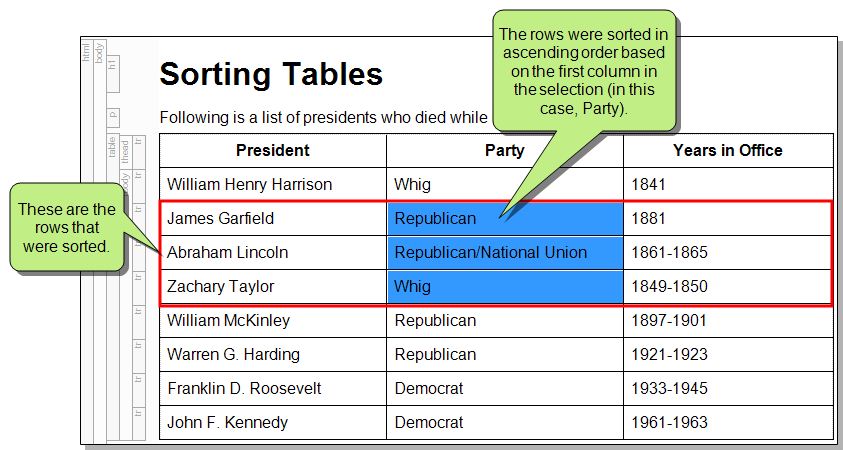 The rows were sorted in
ascending order based
on the first column in
the selection (in this
case, Party).
html
body
h1
Sorting Tables
p
Following is a list of presidents who died while
table
thead
tr
President Party Years in Office
William Henry Harrison Whig 1841
These are the
rows that
were sorted.
tr
James Garfield Republican 1881
Abraham Lincoln Republican/National Union 1861-1865
tr
Zachary Taylor Whig 1849-1850
tr
William McKinley Republican 1897-1901
tr
Warren G. Harding Republican 1921-1923
tr
Franklin D. Roosevelt Democrat 1933-1945
tr
John F. Kennedy Democrat 1961-1963
tr